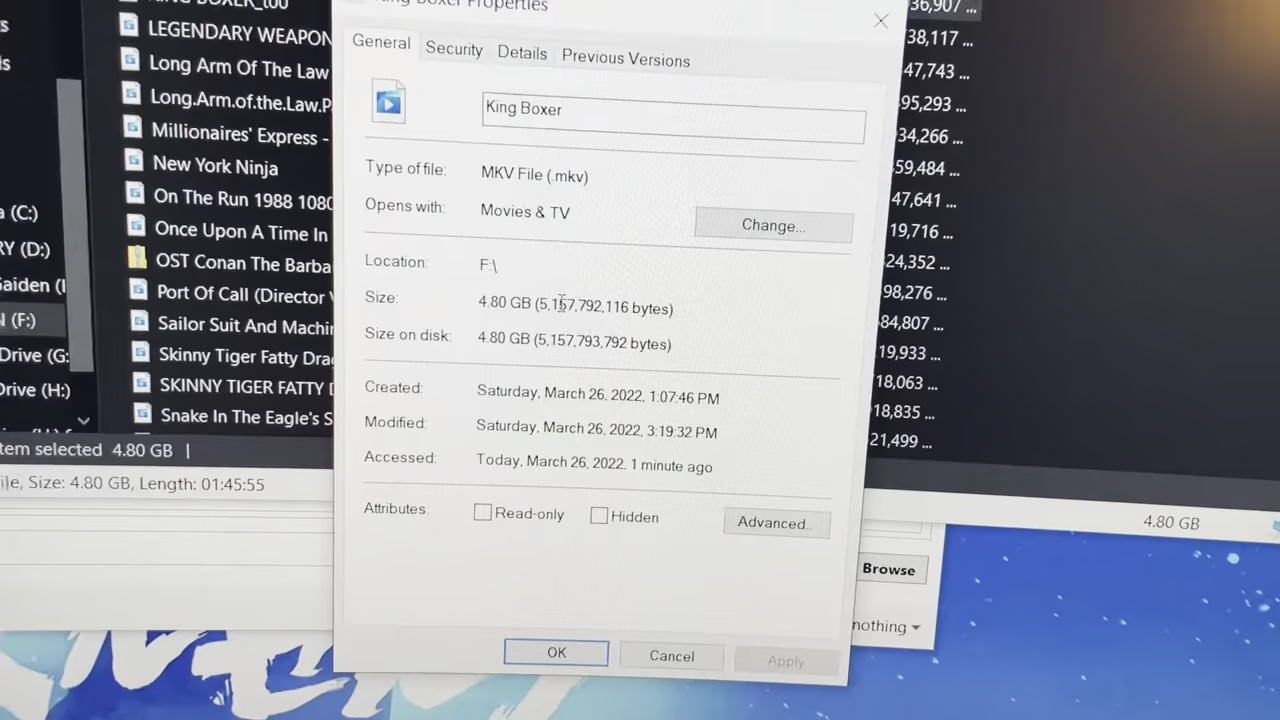 King Boxer Properties
General Security Details Previous Versions
King Boxer
Type of file: MKV File (.mkv)
Opens with: Movies & TV
Change...
Location: F:\
Size: 4.80 GB (5,157,792,116 bytes)
Size on disk: 4.80 GB (5,157,793,792 bytes)
Created: Saturday, March 26, 2022, 1:07:46 PM
Modified: Saturday, March 26, 2022, 3:19:32 PM
Accessed: Today, March 26, 2022, 1 minute ago
Attributes: Read-only Hidden Advanced...
OK Cancel Apply
LEGENDARY WEAPON
Long Arm Of The Law
Long.Arm.of.the.Law.P
Millionaires' Express -
New York Ninja
On The Run 1988 1080
Once Upon A Time In
OST Conan The Barba
Port Of Call (Director
Sailor Suit And Machi
Skinny Tiger Fatty Dra
SKINNY TIGER FATTY
Snake In The Eagle's S
(C:)
(D:)
Gaiden
(F:)
Drive (G:
Drive (H:)
tem selected 4.80 GB
ile, Size: 4.80 GB, Length: 01:45:55
36,907 ...
38,117 ...
47,743 ...
95,293 ...
34,266 ...
59,484 ...
47,641 ...
19,716 ...
24,352 ...
98,276 ...
84,807 ...
19,933 ...
18,063 ...
18,835 ...
21,499 ...
4.80 GB
Browse
nothing